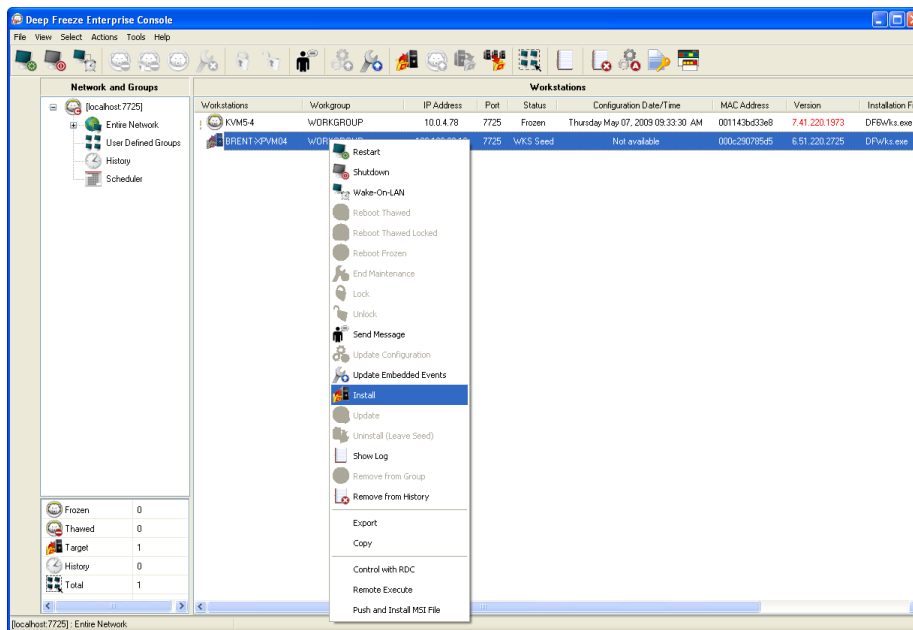 Deep Freeze Enterprise Console
File View Select Actions Tools Help
Network and Groups
Workstations
[localhost:7725]
Entire Network
User Defined Groups
History
Scheduler
Workstations Workgroup IP Address Port Status Configuration Date/Time MAC Address Version Installation Fi
KVM5-4 WORKGROUP 10.0.4.78 7725 Frozen Thursday May 07, 2009 09:33:30 AM 001143bd33e8 7.41.220.1973 DF6Wks.exe
BRENT-XPVM04 7725 WKS Seed Not available 000c290785d5 6.51.220.2725 DFWks.exe
Restart
Shutdown
Wake-On-LAN
Reboot Thawed
Reboot Thawed Locked
Reboot Frozen
End Maintenance
Lock
Unlock
Send Message
Update Configuration
Update Embedded Events
Install
Update
Uninstall (Leave Seed)
Show Log
Remove from Group
Remove from History
Export
Copy
Control with RDC
Remote Execute
Push and Install MSI File
Frozen 0
Thawed 0
Target 1
History 0
Total 1
[localhost:7725] : Entire Network